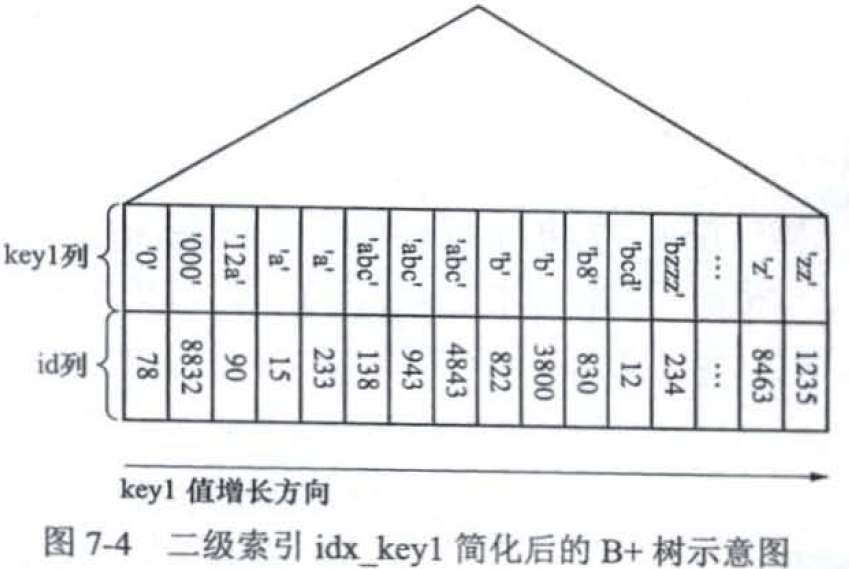 key1列 '0' '000' '12a' 'a' 'a' 'abc' 'abc' 'abc' 'b' 'b' 'b8' 'bcd' 'bzzz' … 'z' 'zz'
id列 78 8832 90 15 233 138 943 4843 822 3800 830 12 234 … 8463 1235
key1 值增长方向
图 7-4 二级索引 idx_key1 简化后的 B+ 树示意图